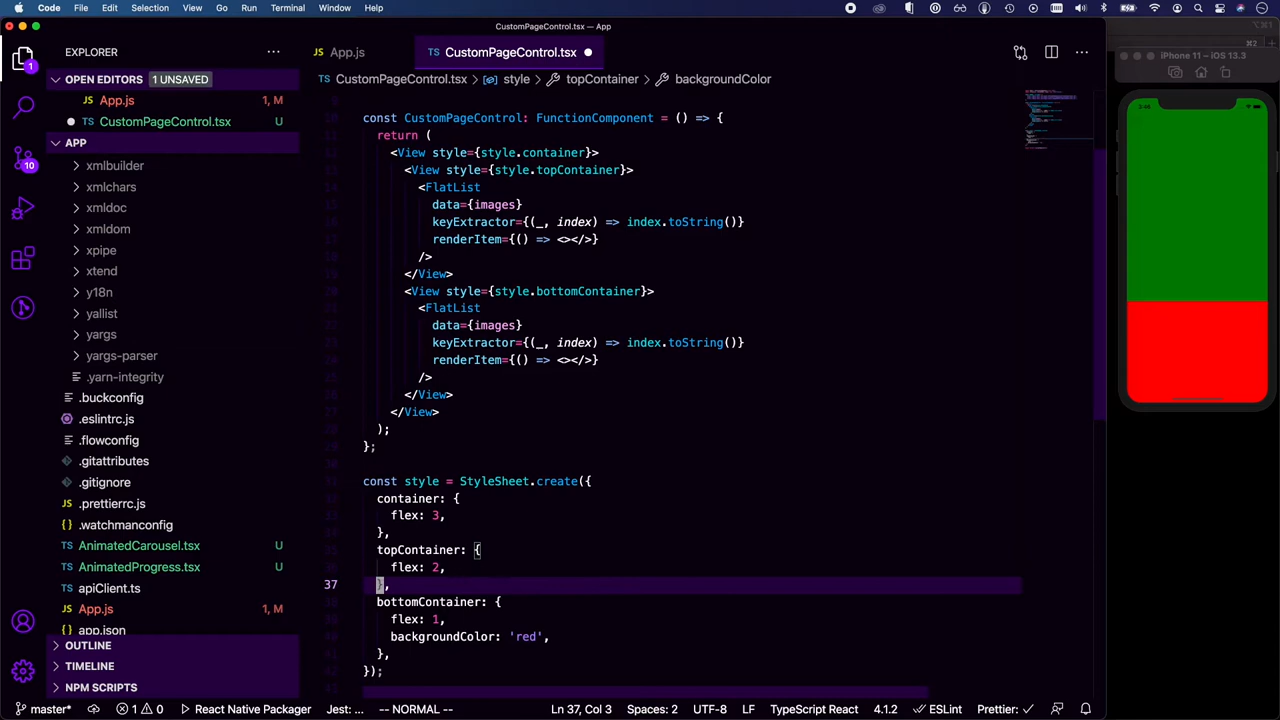 Code File Edit Selection View Go Run Terminal Window Help
CustomPageControl.tsx — App
EXPLORER
App.js
CustomPageControl.tsx
iPhone 11 — iOS 13.3
OPEN EDITORS 1 UNSAVED
CustomPageControl.tsx > style > topContainer > backgroundColor
App.js 1, M
CustomPageControl.tsx U
APP
xmlbuilder
xmlchars
xmldoc
xmldom
xpipe
xtend
y18n
yallist
yargs
yargs-parser
.yarn-integrity
.buckconfig
.eslintrc.js
.flowconfig
.gitattributes
.gitignore
.prettierrc.js
.watchmanconfig
AnimatedCarousel.tsx U
AnimatedProgress.tsx U
apiClient.ts
App.js 1, M
app.json
OUTLINE
TIMELINE
NPM SCRIPTS
const CustomPageControl: FunctionComponent = () => {
return (
<View style={style.container}>
<View style={style.topContainer}>
<FlatList
data={images}
keyExtractor={(_, index) => index.toString()}
renderItem={() => <></>}
/>
</View>
<View style={style.bottomContainer}>
<FlatList
data={images}
keyExtractor={(_, index) => index.toString()}
renderItem={() => <></>}
/>
</View>
</View>
);
};
const style = StyleSheet.create({
container: {
flex: 3,
},
topContainer: {
flex: 2,
37 },
bottomContainer: {
flex: 1,
backgroundColor: 'red',
},
});
master* 1 0 React Native Packager Jest: ... -- NORMAL -- Ln 37, Col 3 Spaces: 2 UTF-8 LF TypeScript React 4.1.2 ESLint Prettier: ✓